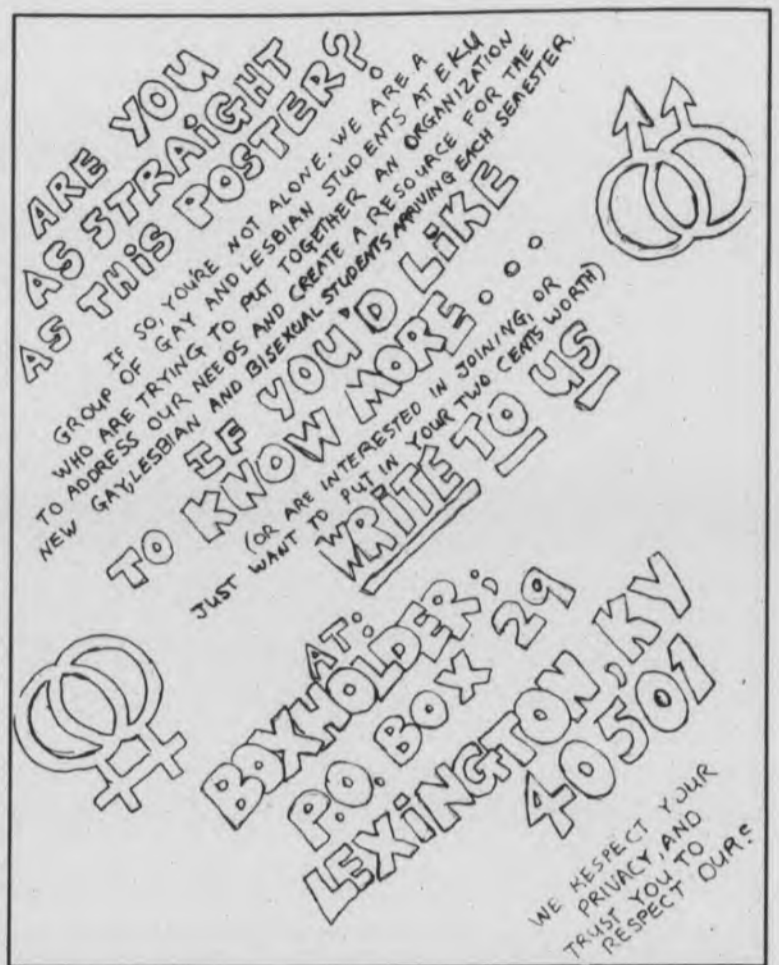 ARE YOU
AS STRAIGHT
AS THIS POSTER?
IF SO, YOU'RE NOT ALONE. WE ARE A
GROUP OF GAY AND LESBIAN STUDENTS AT EKU
WHO ARE TRYING TO PUT TOGETHER AN ORGANIZATION
TO ADDRESS OUR NEEDS AND CREATE A RESOURCE FOR THE
NEW GAY, LESBIAN AND BISEXUAL STUDENTS ARRIVING EACH SEMESTER.
IF YOU'D LIKE
TO KNOW MORE...
(OR ARE INTERESTED IN JOINING, OR
JUST WANT TO PUT IN YOUR TWO CENTS WORTH)
WRITE TO US
AT:
BOXHOLDER;
P.O. BOX 29
LEXINGTON, KY
40501
WE RESPECT YOUR
PRIVACY, AND
TRUST YOU TO
RESPECT OURS